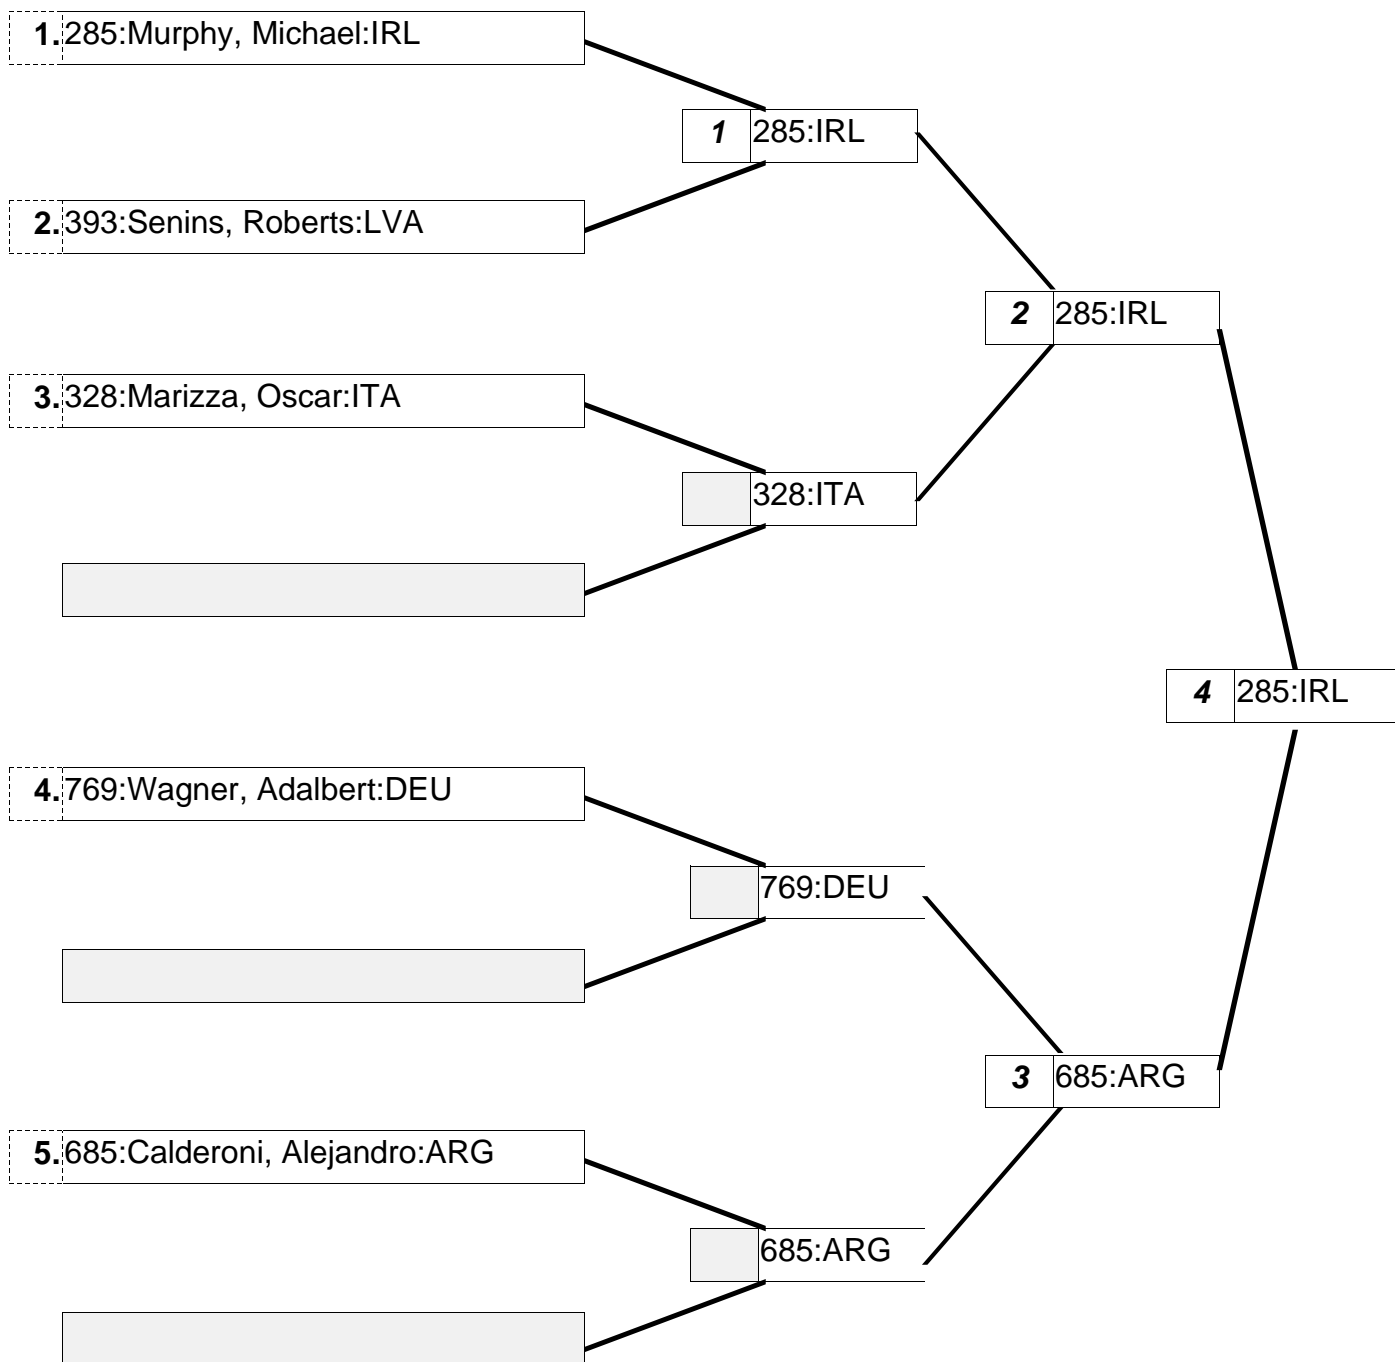 1. 285:Murphy, Michael:IRL
1 285:IRL
2. 393:Senins, Roberts:LVA
2 285:IRL
3. 328:Marizza, Oscar:ITA
328:ITA
4 285:IRL
4. 769:Wagner, Adalbert:DEU
769:DEU
3 685:ARG
5. 685:Calderoni, Alejandro:ARG
685:ARG